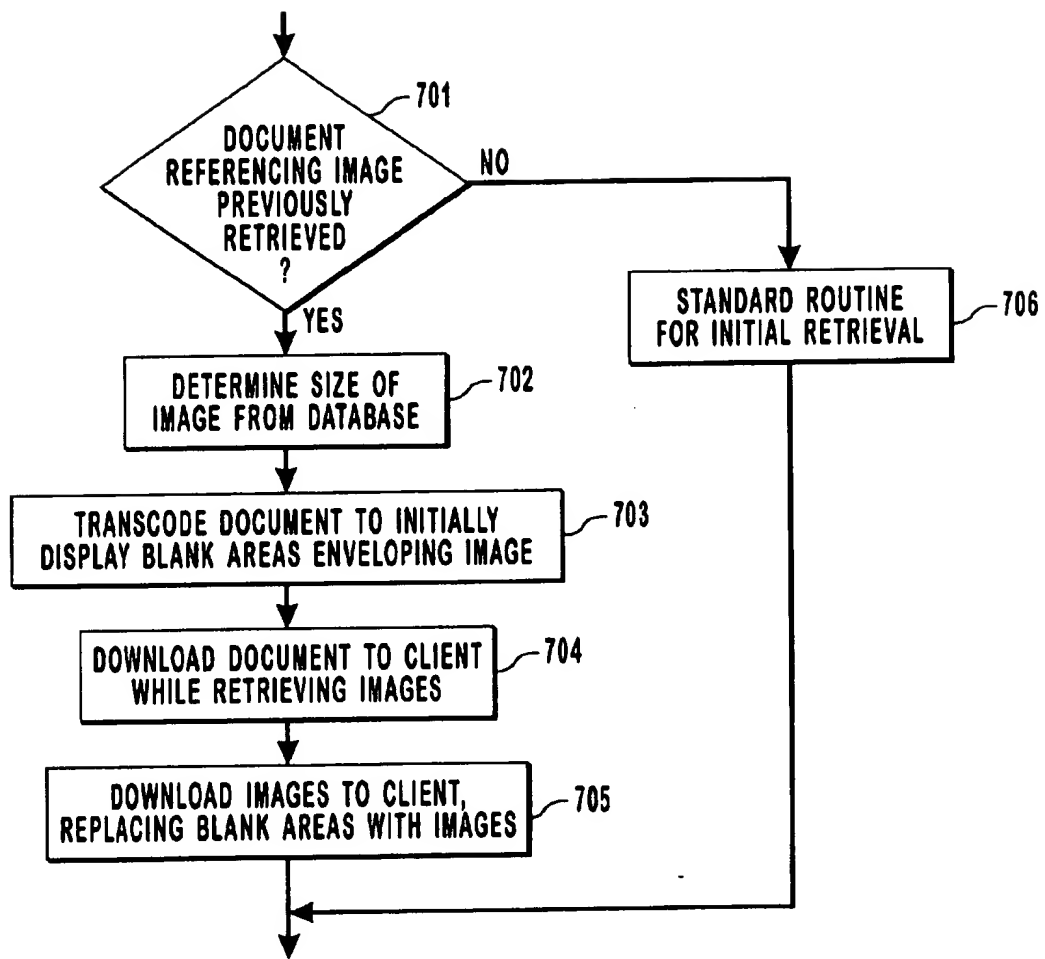 701
DOCUMENT
REFERENCING IMAGE
PREVIOUSLY
RETRIEVED
?
NO
YES
STANDARD ROUTINE
FOR INITIAL RETRIEVAL
706
DETERMINE SIZE OF
IMAGE FROM DATABASE
702
TRANSCODE DOCUMENT TO INITIALLY
DISPLAY BLANK AREAS ENVELOPING IMAGE
703
DOWNLOAD DOCUMENT TO CLIENT
WHILE RETRIEVING IMAGES
704
DOWNLOAD IMAGES TO CLIENT,
REPLACING BLANK AREAS WITH IMAGES
705